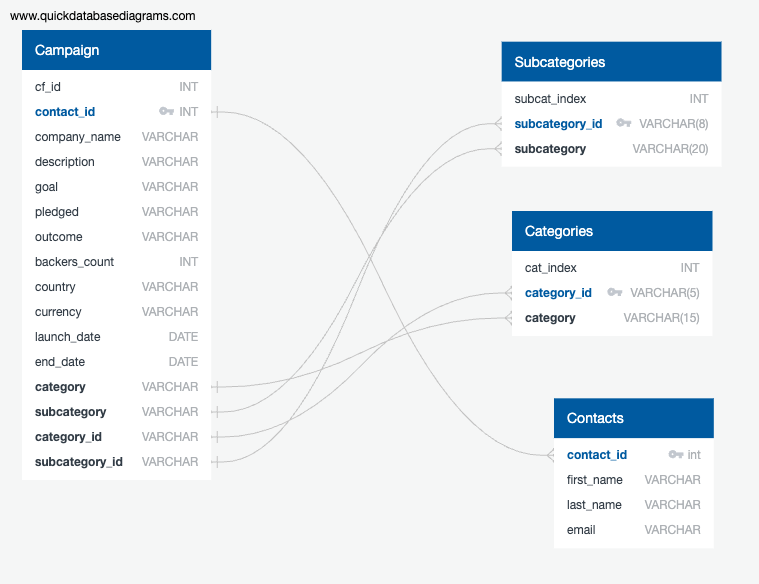 www.quickdatabasediagrams.com
Campaign
cf_id INT
contact_id INT
company_name VARCHAR
description VARCHAR
goal VARCHAR
pledged VARCHAR
outcome VARCHAR
backers_count INT
country VARCHAR
currency VARCHAR
launch_date DATE
end_date DATE
category VARCHAR
subcategory VARCHAR
category_id VARCHAR
subcategory_id VARCHAR
Subcategories
subcat_index INT
subcategory_id VARCHAR(8)
subcategory VARCHAR(20)
Categories
cat_index INT
category_id VARCHAR(5)
category VARCHAR(15)
Contacts
contact_id int
first_name VARCHAR
last_name VARCHAR
email VARCHAR